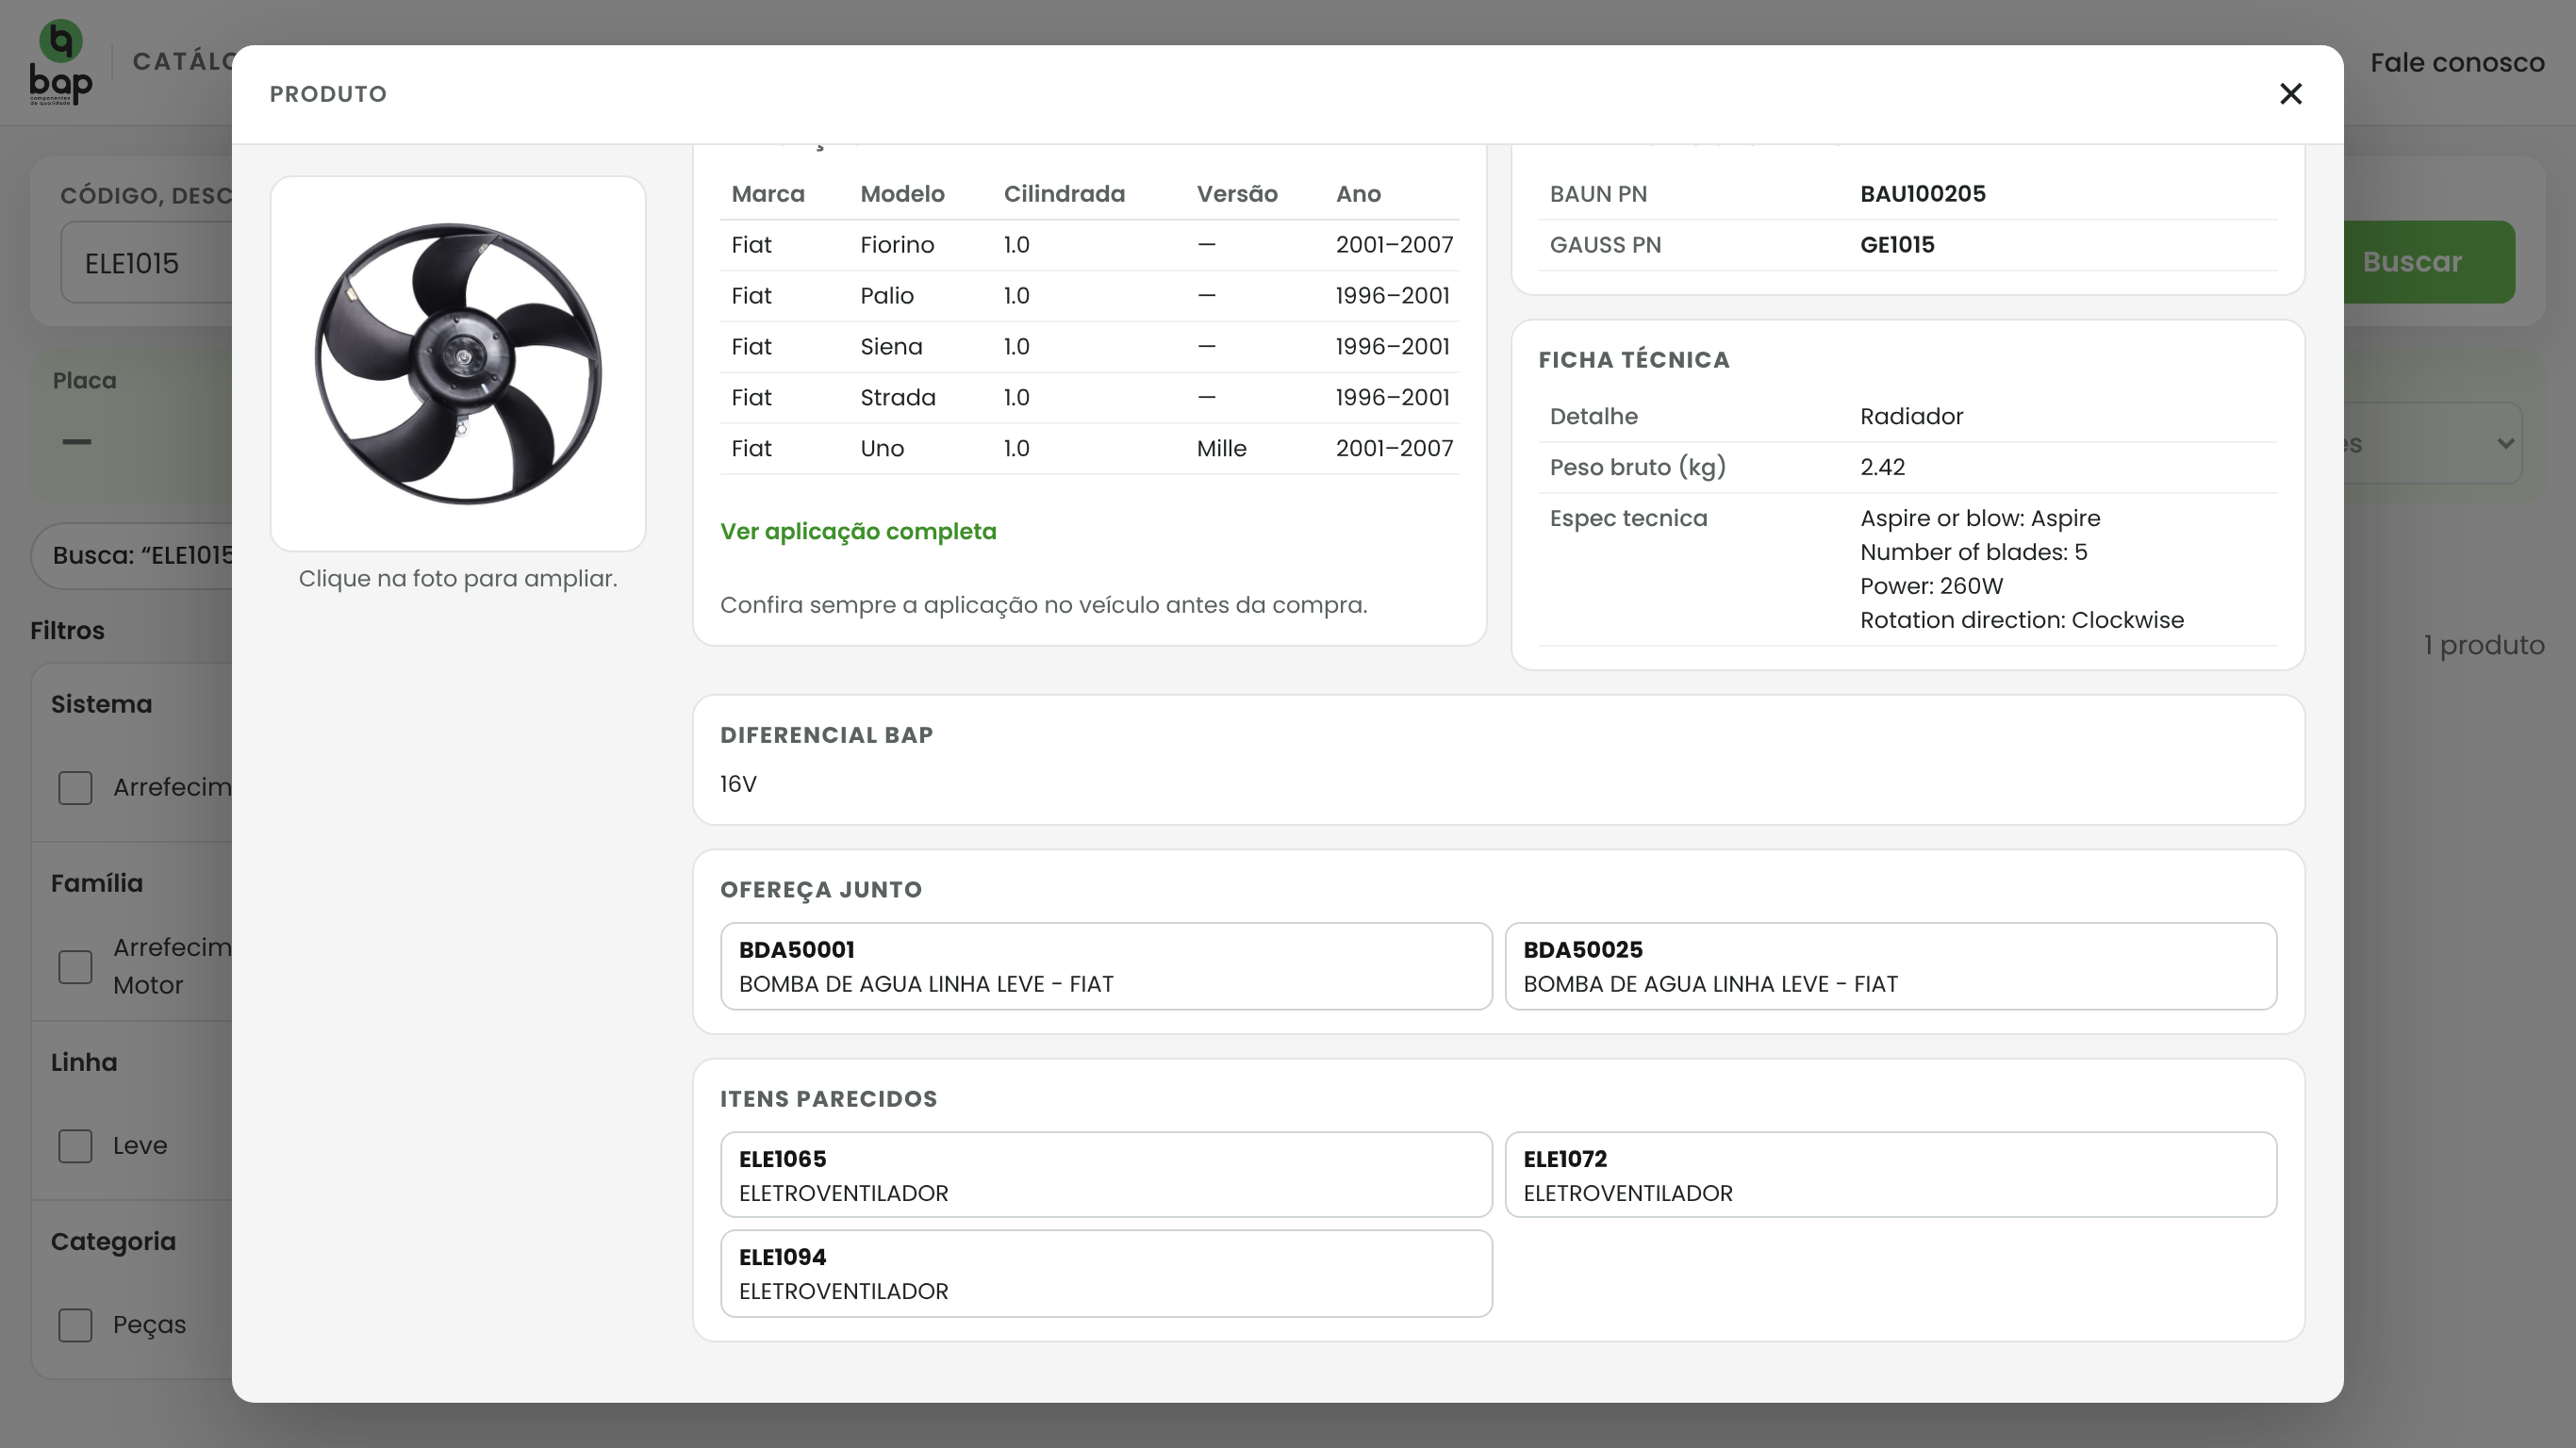 bap
componentes
de qualidade
Fale conosco
PRODUTO
CÓDIGO, DESC
ELE1015
Buscar
Placa
—
Busca: “ELE1015
Filtros
1 produto
Sistema
Arrefecim
Família
Arrefecim
Motor
Linha
Leve
Categoria
Peças
Clique na foto para ampliar.
Marca Modelo Cilindrada Versão Ano
Fiat Fiorino 1.0 — 2001–2007
Fiat Palio 1.0 — 1996–2001
Fiat Siena 1.0 — 1996–2001
Fiat Strada 1.0 — 1996–2001
Fiat Uno 1.0 Mille 2001–2007
Ver aplicação completa
Confira sempre a aplicação no veículo antes da compra.
BAUN PN BAU100205
GAUSS PN GE1015
FICHA TÉCNICA
Detalhe Radiador
Peso bruto (kg) 2.42
Espec tecnica Aspire or blow: Aspire
Number of blades: 5
Power: 260W
Rotation direction: Clockwise
DIFERENCIAL BAP
16V
OFEREÇA JUNTO
BDA50001
BOMBA DE AGUA LINHA LEVE - FIAT
BDA50025
BOMBA DE AGUA LINHA LEVE - FIAT
ITENS PARECIDOS
ELE1065
ELETROVENTILADOR
ELE1072
ELETROVENTILADOR
ELE1094
ELETROVENTILADOR